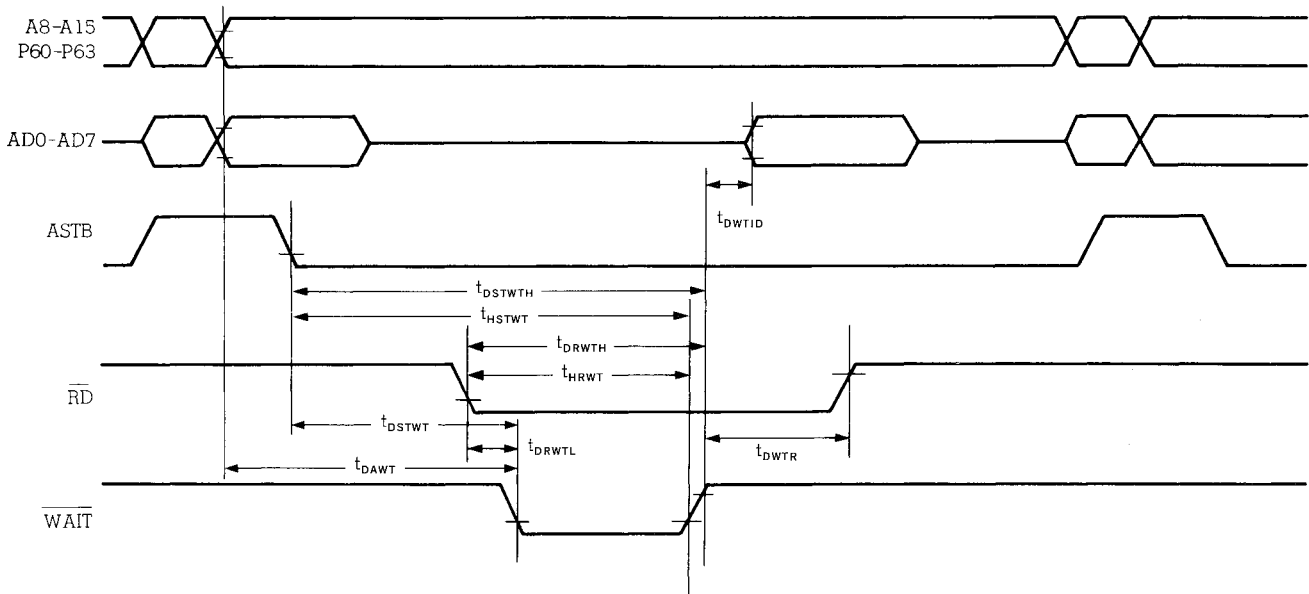 A8-A15
P60-P63
AD0-AD7
tDWTID
ASTB
tDSTWTH
tHSTWT
tDRWTH
tHRWT
RD
tDSTWT
tDRWTL
tDWTR
tDAWT
WAIT